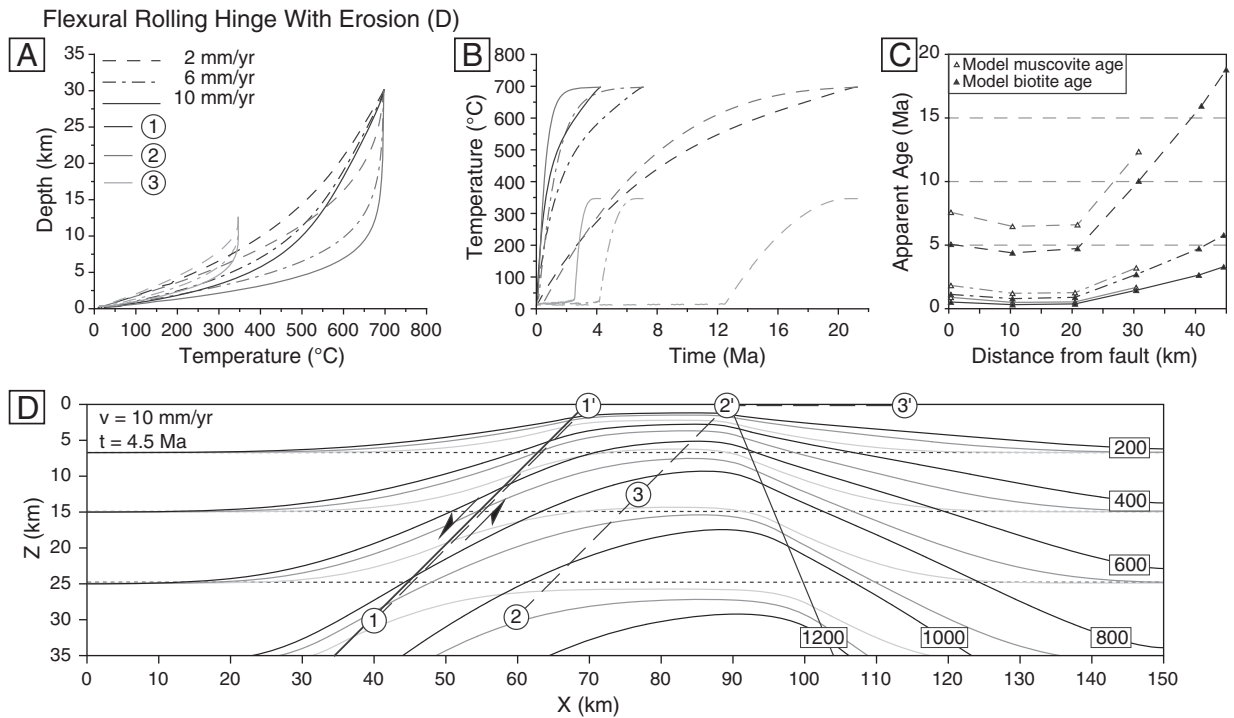 Flexural Rolling Hinge With Erosion (D)
A
35
30
25
20
15
10
5
0
Depth (km)
2 mm/yr
6 mm/yr
10 mm/yr
1
2
3
0 100 200 300 400 500 600 700 800
Temperature (°C)
B
800
700
600
500
400
300
200
100
0
Temperature (°C)
0 4 8 12 16 20
Time (Ma)
C
20
15
10
5
0
Apparent Age (Ma)
Model muscovite age
Model biotite age
0 10 20 30 40
Distance from fault (km)
D
0
5
10
15
20
25
30
35
Z (km)
v = 10 mm/yr
t = 4.5 Ma
1' 2' 3'
3
1 2
200
400
600
1200 1000 800
0 10 20 30 40 50 60 70 80 90 100 110 120 130 140 150
X (km)